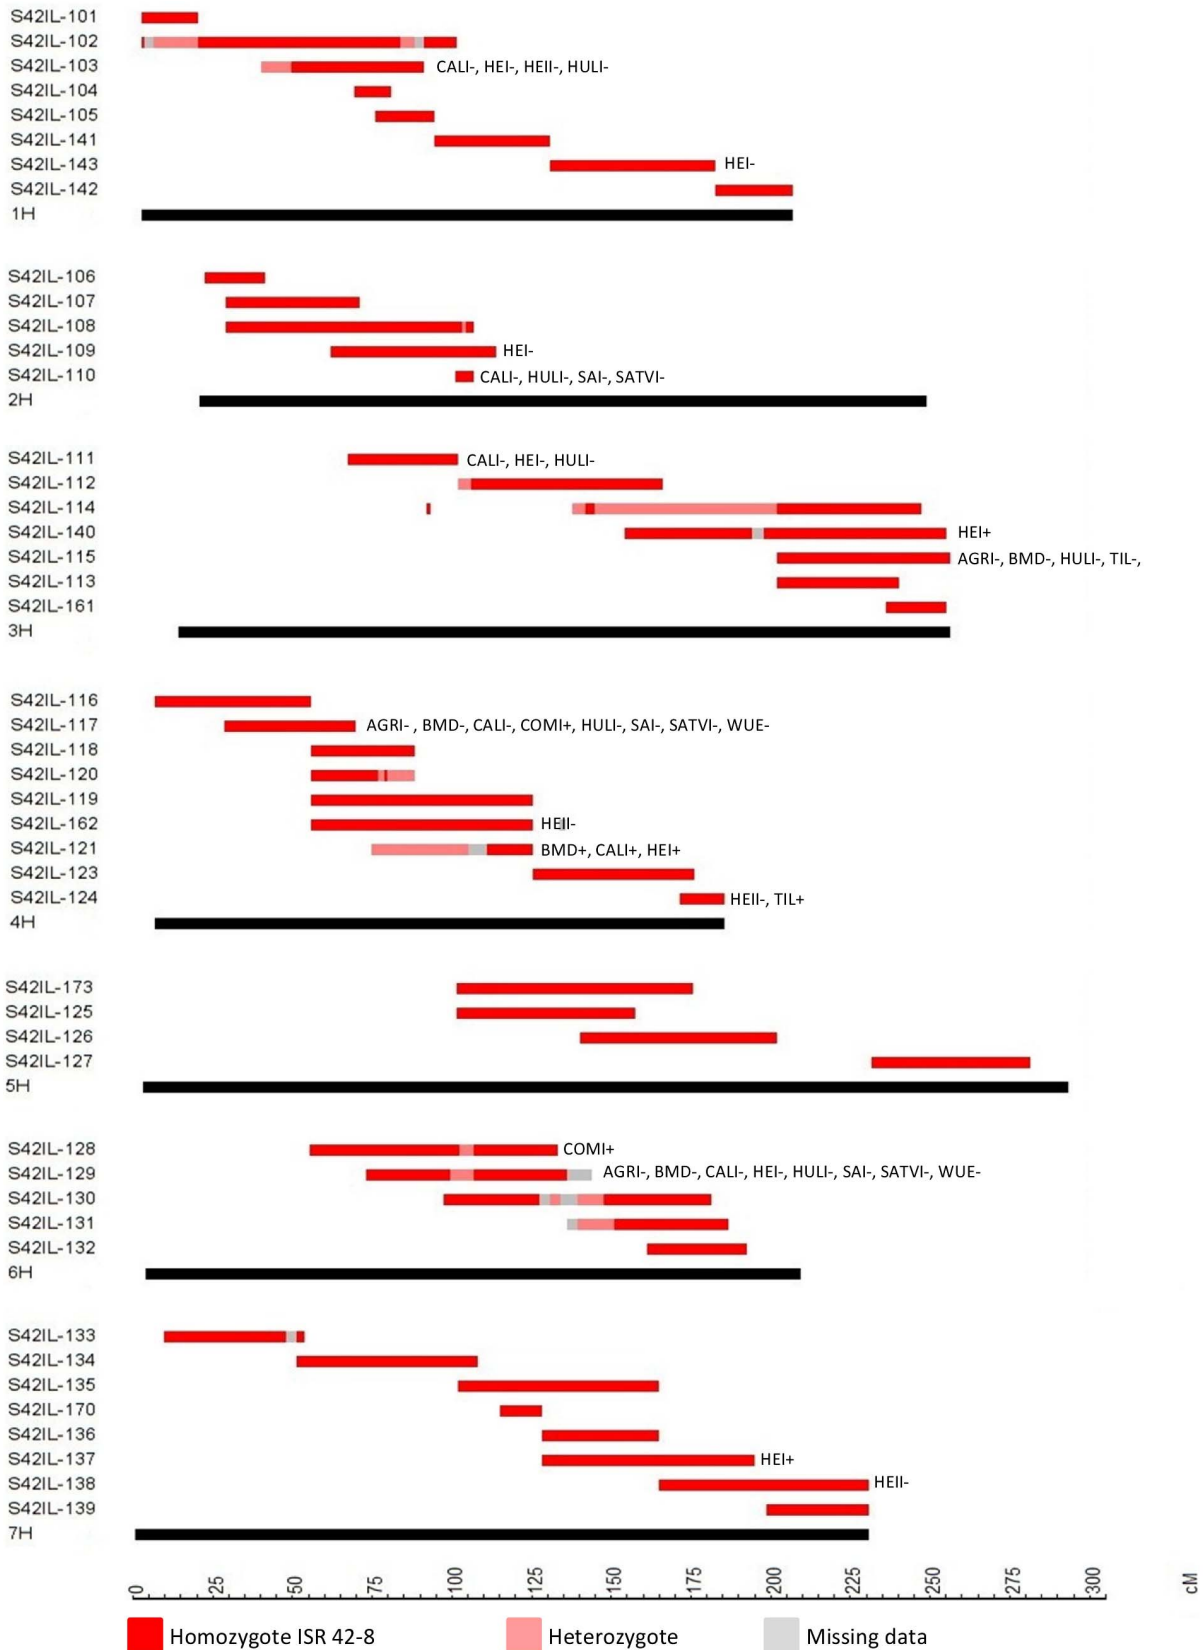 S42IL-101
S42IL-102
S42IL-103 CALI-, HEI-, HEII-, HULI-
S42IL-104
S42IL-105
S42IL-141
S42IL-143 HEI-
S42IL-142
1H
S42IL-106
S42IL-107
S42IL-108
S42IL-109 HEI-
S42IL-110 CALI-, HULI-, SAI-, SATVI-
2H
S42IL-111 CALI-, HEI-, HULI-
S42IL-112
S42IL-114
S42IL-140 HEI+
S42IL-115 AGRI-, BMD-, HULI-, TIL-,
S42IL-113
S42IL-161
3H
S42IL-116
S42IL-117 AGRI- , BMD-, CALI-, COMI+, HULI-, SAI-, SATVI-, WUE-
S42IL-118
S42IL-120
S42IL-119
S42IL-162 HEII-
S42IL-121 BMD+, CALI+, HEI+
S42IL-123
S42IL-124 HEII-, TIL+
4H
S42IL-173
S42IL-125
S42IL-126
S42IL-127
5H
S42IL-128 COMI+
S42IL-129 AGRI-, BMD-, CALI-, HEI-, HULI-, SAI-, SATVI-, WUE-
S42IL-130
S42IL-131
S42IL-132
6H
S42IL-133
S42IL-134
S42IL-135
S42IL-170
S42IL-136
S42IL-137 HEI+
S42IL-138 HEII-
S42IL-139
7H
0 25 50 75 100 125 150 175 200 225 250 275 300 cM
Homozygote ISR 42-8 Heterozygote Missing data